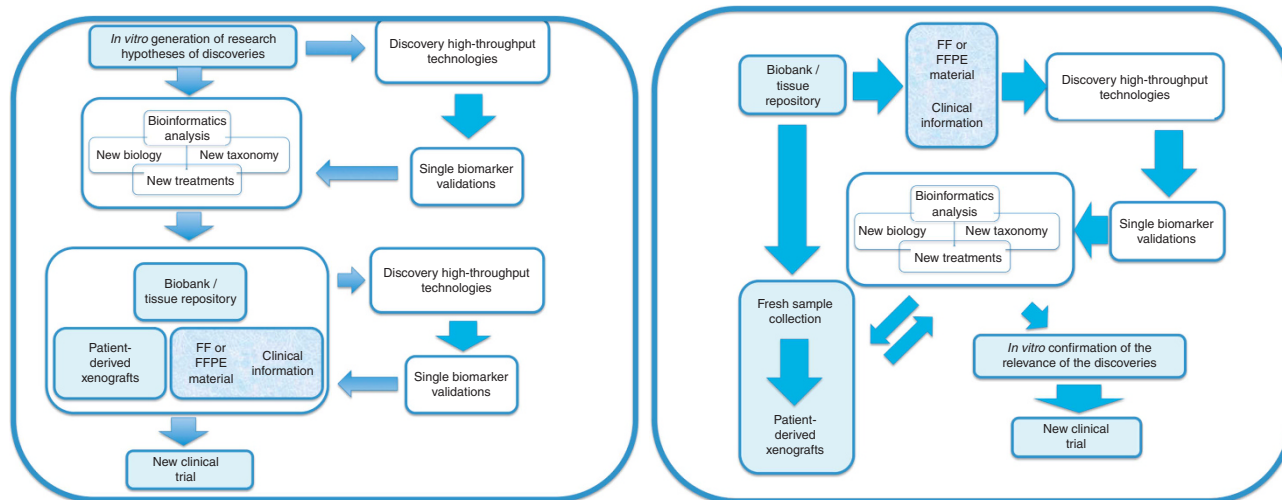 In vitro generation of research
hypotheses of discoveries
Discovery high-throughput
technologies
Bioinformatics
analysis
New biology
New taxonomy
New treatments
Single biomarker
validations
Biobank /
tissue repository
Discovery high-throughput
technologies
Patient-
derived
xenografts
FF or
FFPE
material
Clinical
information
Single biomarker
validations
New clinical
trial
Biobank /
tissue
repository
FF or
FFPE
material
Clinical
information
Discovery high-throughput
technologies
Bioinformatics
analysis
New biology
New taxonomy
New treatments
Single biomarker
validations
Fresh sample
collection
Patient-
derived
xenografts
In vitro confirmation of the
relevance of the discoveries
New clinical
trial